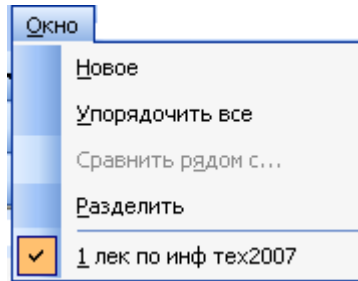 Окно
Новое
Упорядочить все
Сравнить рядом с...
Разделить
1 лек по инф тех2007